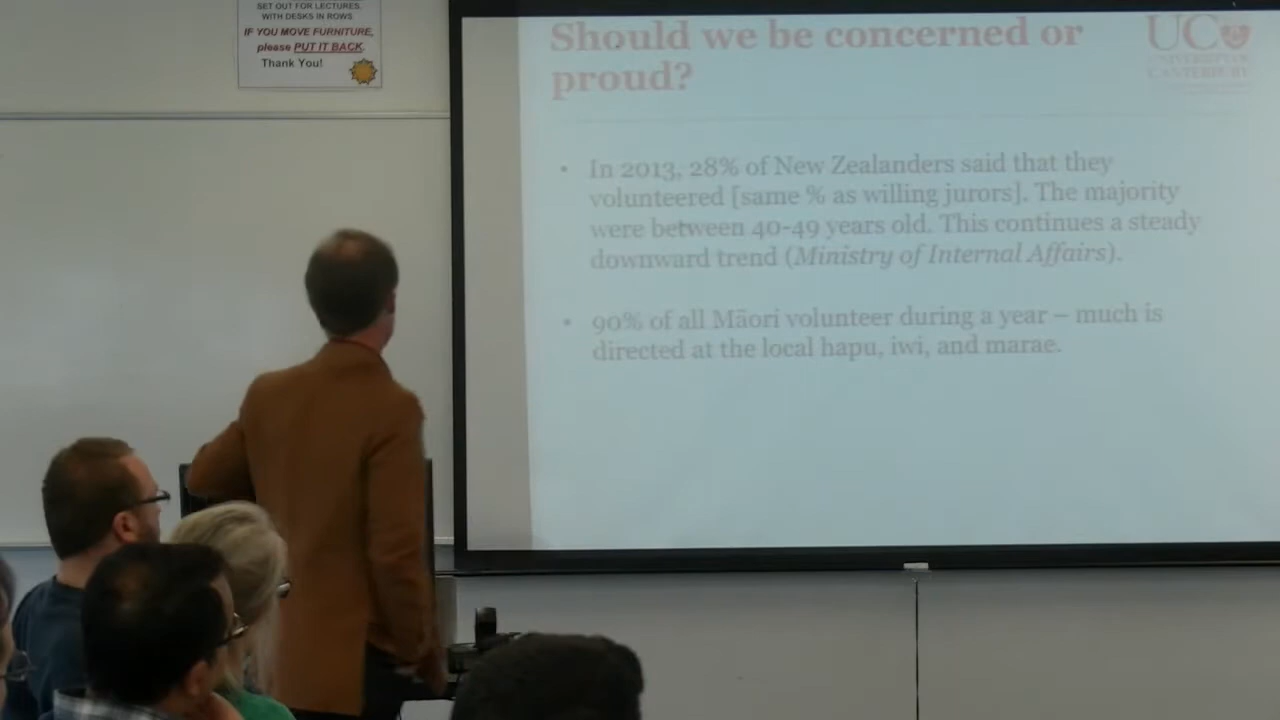 SET OUT FOR LECTURES,
WITH DESKS IN ROWS
IF YOU MOVE FURNITURE,
please PUT IT BACK.
Thank You!
Should we be concerned or
proud?
UC
UNIVERSITY OF
CANTERBURY
• In 2013, 28% of New Zealanders said that they
volunteered [same % as willing jurors]. The majority
were between 40-49 years old. This continues a steady
downward trend (Ministry of Internal Affairs).
• 90% of all Māori volunteer during a year – much is
directed at the local hapu, iwi, and marae.